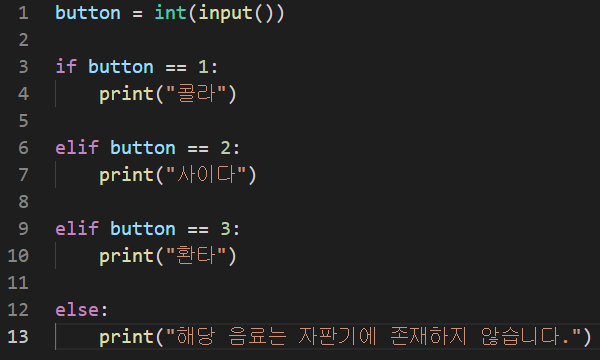 1 button = int(input())
2
3 if button == 1:
4     print("콜라")
5
6 elif button == 2:
7     print("사이다")
8
9 elif button == 3:
10     print("환타")
11
12 else:
13     print("해당 음료는 자판기에 존재하지 않습니다.")